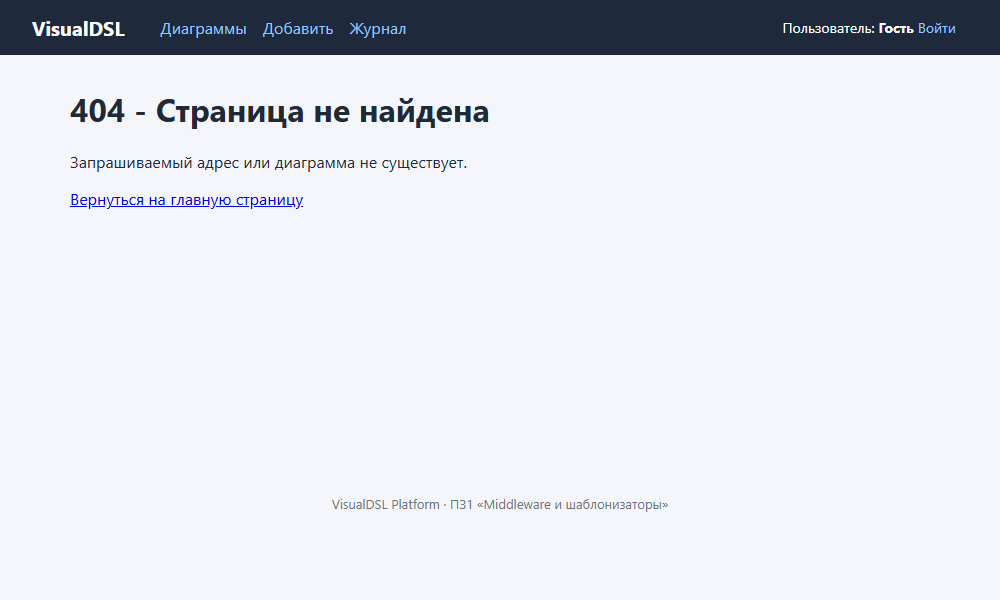 VisualDSL Диаграммы Добавить Журнал Пользователь: Гость Войти
404 - Страница не найдена
Запрашиваемый адрес или диаграмма не существует.
Вернуться на главную страницу
VisualDSL Platform · ПЗ1 «Middleware и шаблонизаторы»